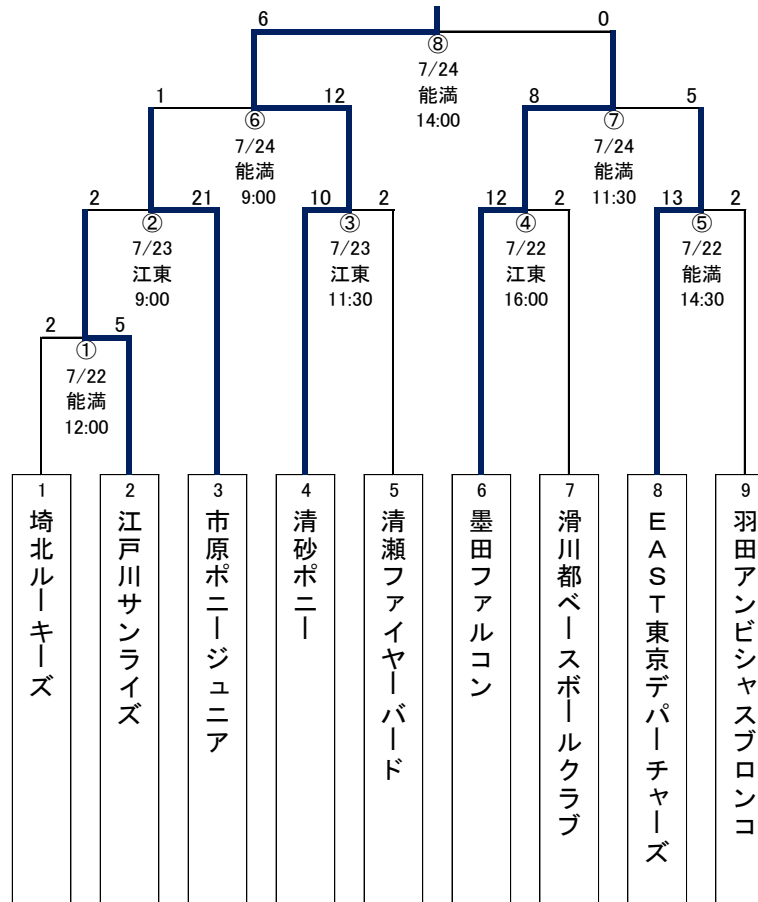 6 0
⑧
7/24
能満
14:00
1 12
⑥
7/24
能満
9:00
8 5
⑦
7/24
能満
11:30
2 21
②
7/23
江東
9:00
10 2
③
7/23
江東
11:30
12 2
④
7/22
江東
16:00
13 2
⑤
7/22
能満
14:30
2 5
①
7/22
能満
12:00
1
埼北ルーキーズ
2
江戸川サンライズ
3
市原ポニージュニア
4
清砂ポニー
5
清瀬ファイヤーバード
6
墨田ファルコン
7
滑川都ベースボールクラブ
8
EAST東京デパーチャーズ
9
羽田アンビシャスブロンコ